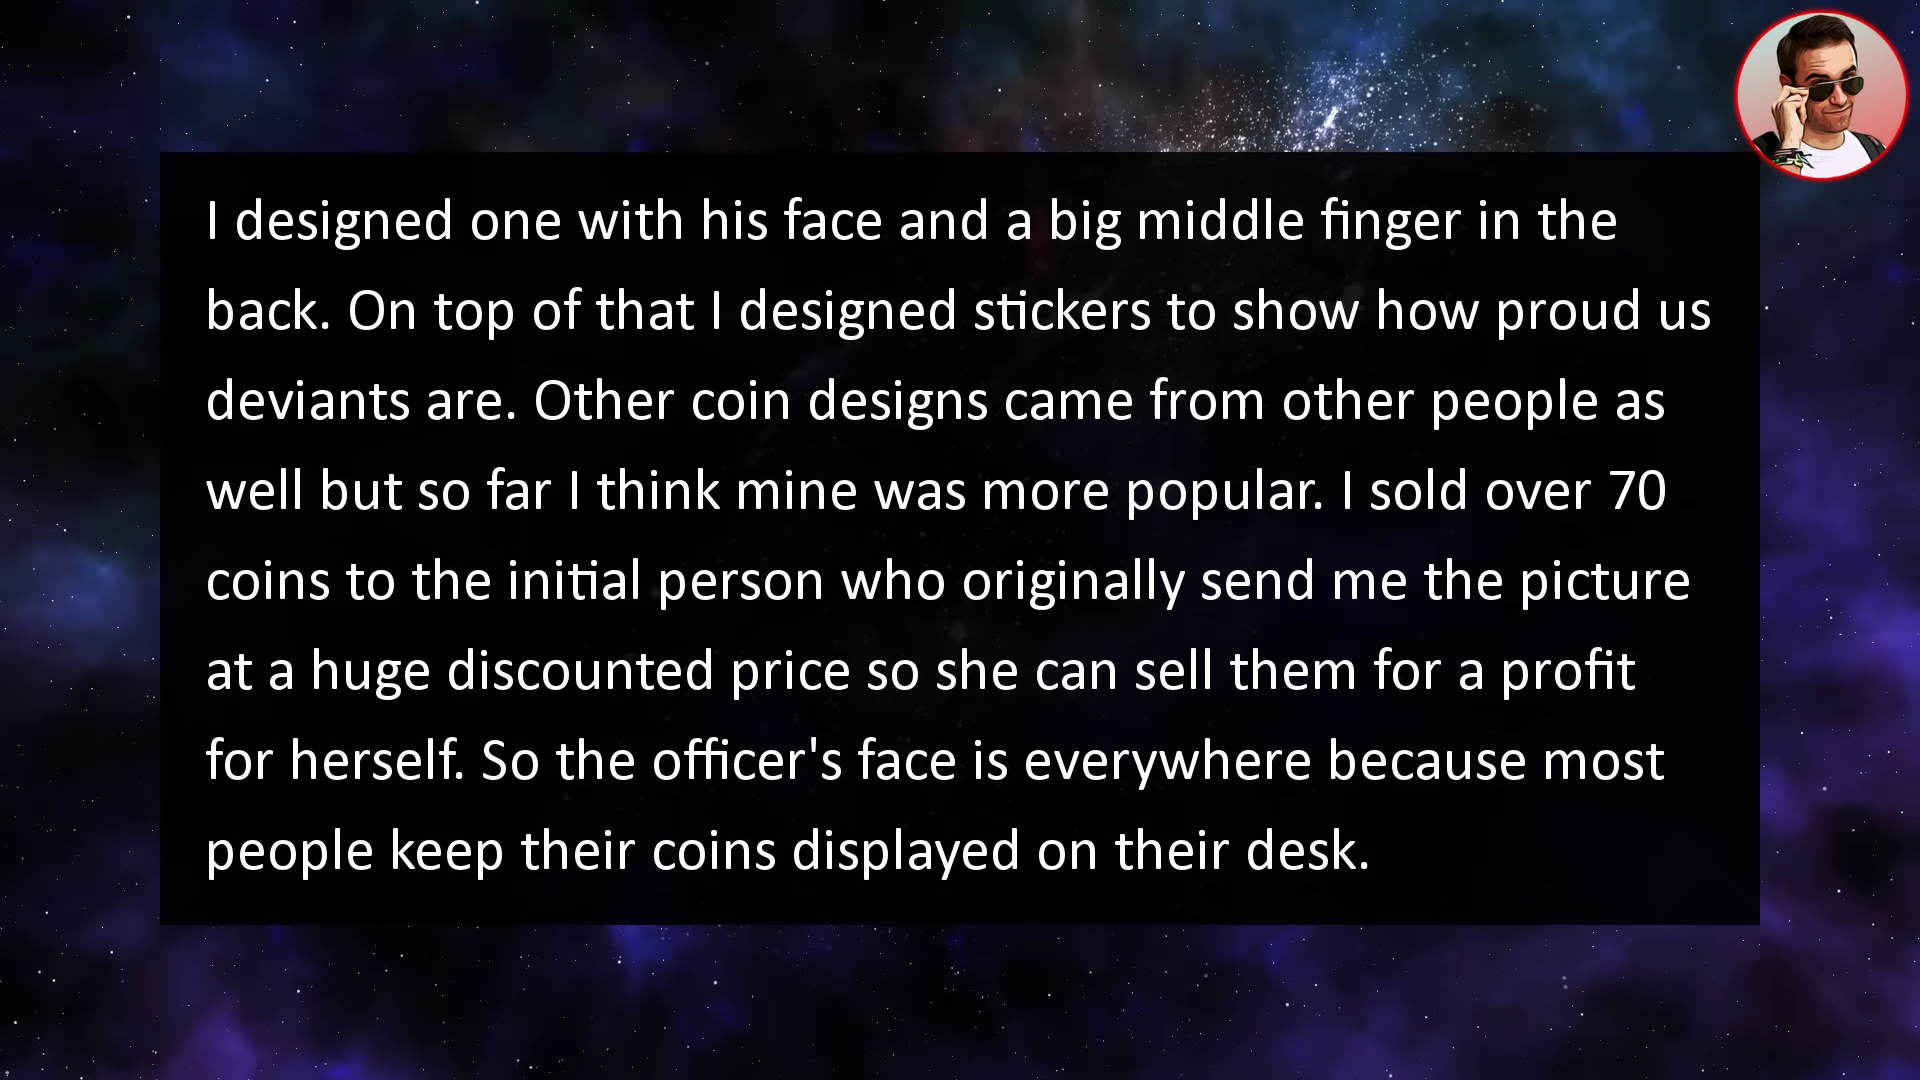 I designed one with his face and a big middle finger in the
back. On top of that I designed stickers to show how proud us
deviants are. Other coin designs came from other people as
well but so far I think mine was more popular. I sold over 70
coins to the initial person who originally send me the picture
at a huge discounted price so she can sell them for a profit
for herself. So the officer's face is everywhere because most
people keep their coins displayed on their desk.